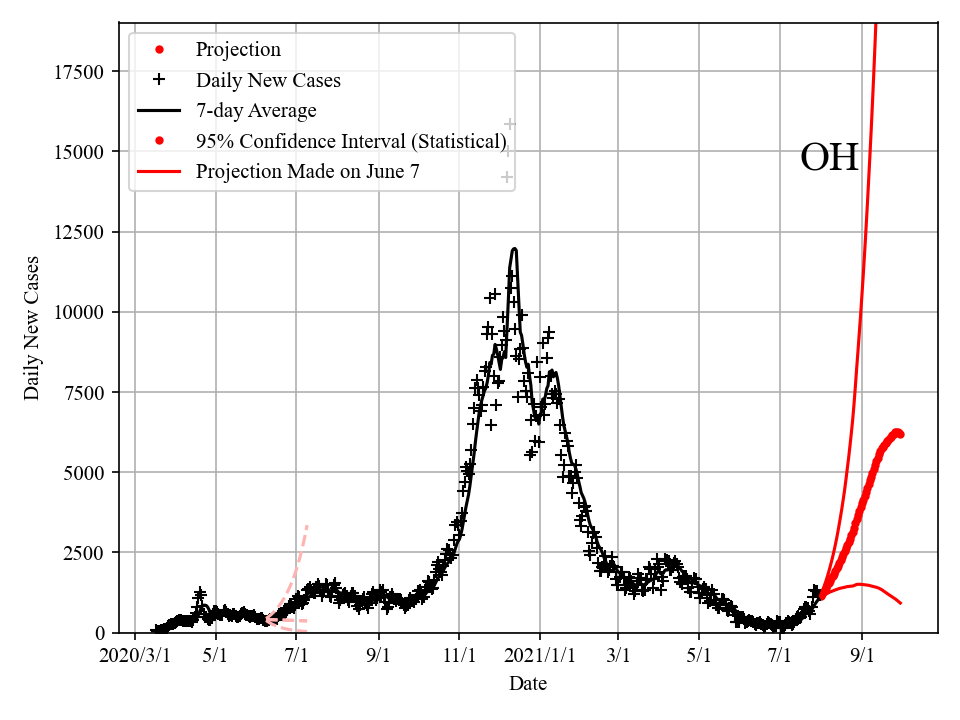 Projection
Daily New Cases
7-day Average
95% Confidence Interval (Statistical)
Projection Made on June 7
OH
17500
15000
12500
10000
7500
5000
2500
0
Daily New Cases
2020/3/1 5/1 7/1 9/1 11/1 2021/1/1 3/1 5/1 7/1 9/1
Date